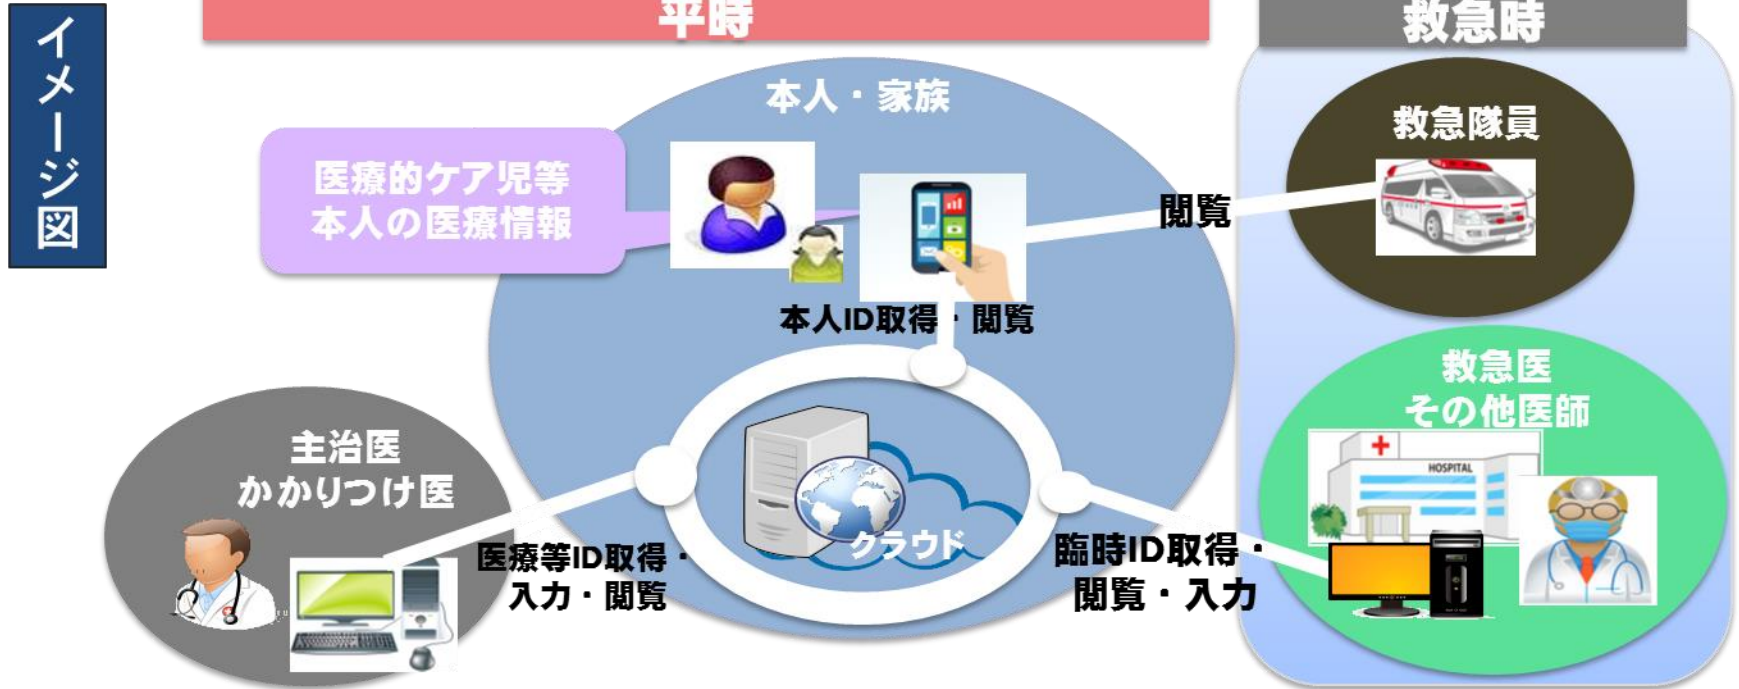 イメージ図
平時
救急時
本人・家族
医療的ケア児等
本人の医療情報
救急隊員
閲覧
本人ID取得・閲覧
救急医
その他医師
HOSPITAL
主治医
かかりつけ医
クラウド
医療等ID取得・
入力・閲覧
臨時ID取得・
閲覧・入力